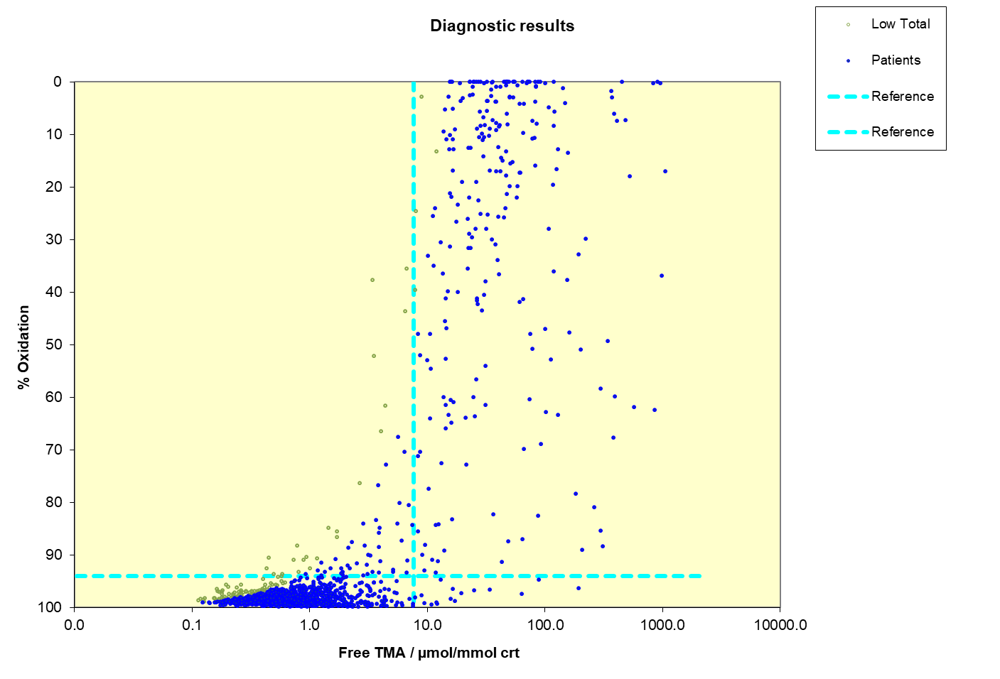 Diagnostic results
Low Total
Patients
Reference
Reference
% Oxidation
0
10
20
30
40
50
60
70
80
90
100
0.0
0.1
1.0
10.0
100.0
1000.0
10000.0
Free TMA / µmol/mmol crt